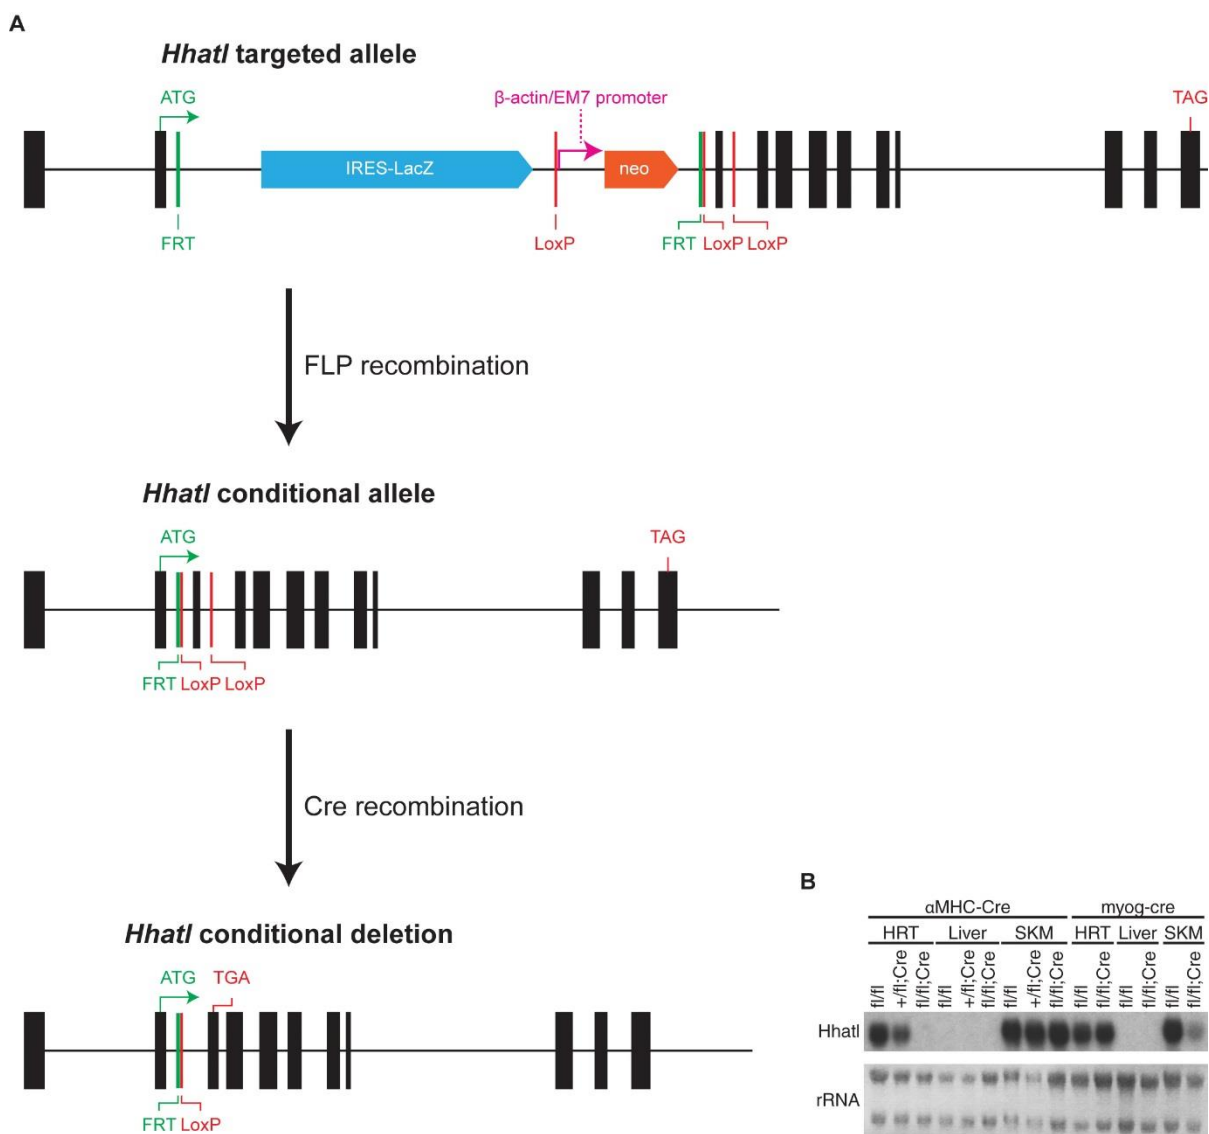 A
Hhatl targeted allele
ATG
β-actin/EM7 promoter
TAG
IRES-LacZ
neo
FRT
LoxP
FRT
LoxP
LoxP
FLP recombination
Hhatl conditional allele
ATG
TAG
FRT
LoxP
LoxP
Cre recombination
Hhatl conditional deletion
ATG
TGA
FRT
LoxP
B
αMHC-Cre
myog-cre
HRT Liver SKM HRT Liver SKM
fl/fl +/fl;Cre fl/fl;Cre fl/fl +/fl;Cre fl/fl;Cre fl/fl +/fl;Cre fl/fl;Cre fl/fl fl/fl;Cre fl/fl fl/fl;Cre fl/fl fl/fl;Cre
Hhatl
rRNA